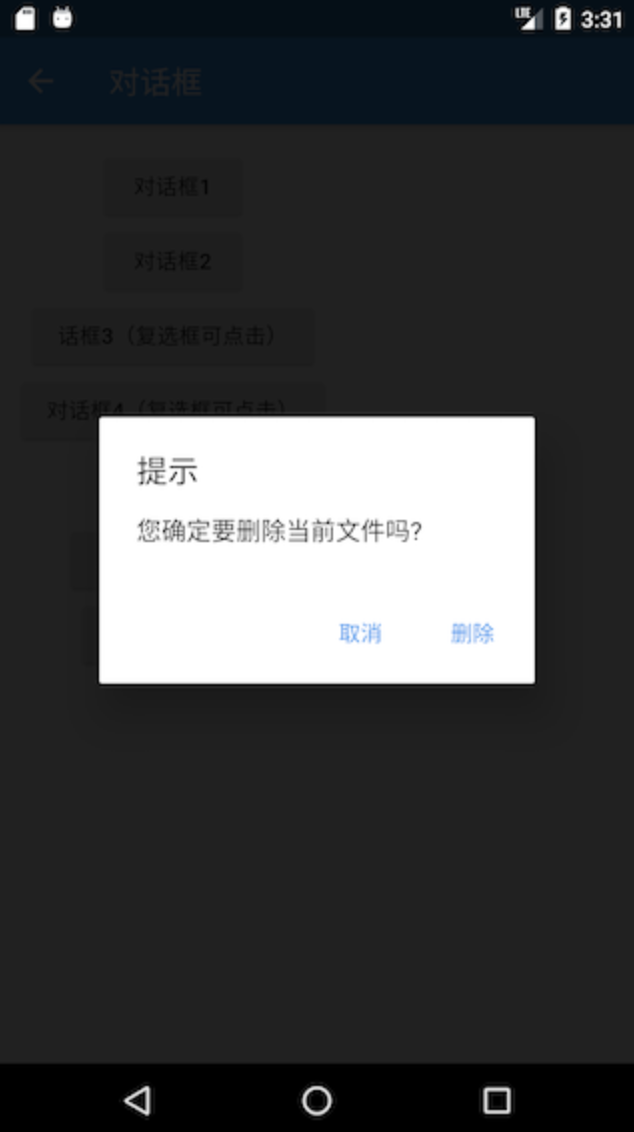 LTE 3:31
对话框
对话框1
对话框2
话框3（复选框可点击）
对话框4（复选框可点击）
提示
您确定要删除当前文件吗?
取消 删除